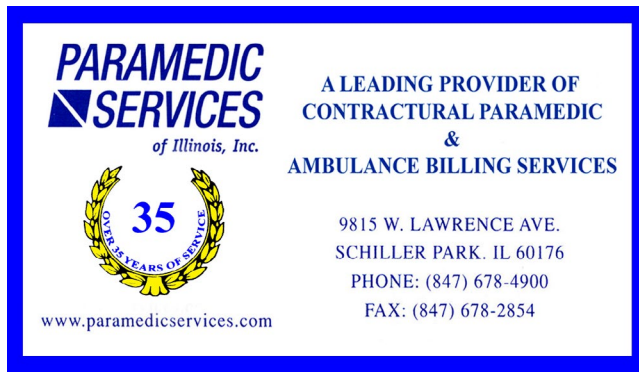 PARAMEDIC
SERVICES
of Illinois, Inc.
35
OVER 35 YEARS OF SERVICE
www.paramedicservices.com
A LEADING PROVIDER OF
CONTRACTURAL PARAMEDIC
&
AMBULANCE BILLING SERVICES
9815 W. LAWRENCE AVE.
SCHILLER PARK. IL 60176
PHONE: (847) 678-4900
FAX: (847) 678-2854